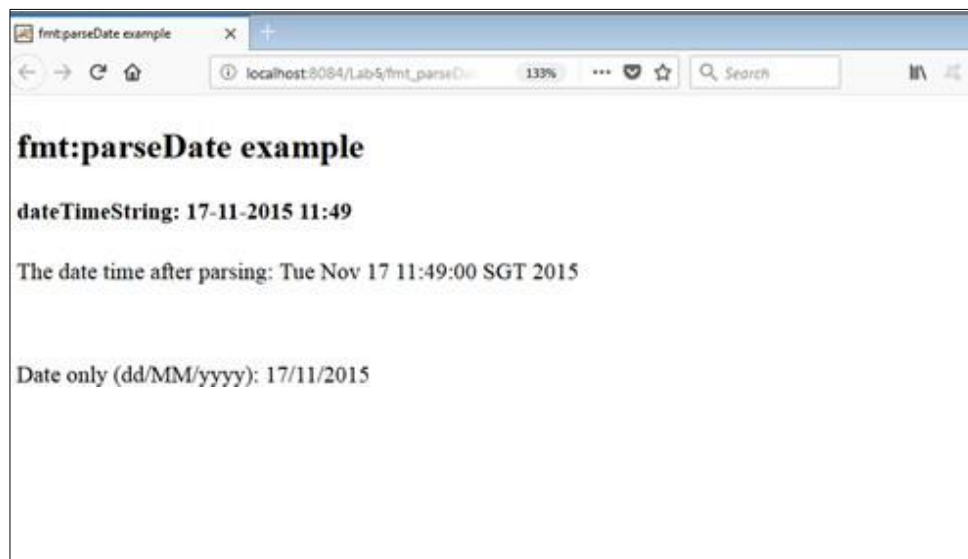 fmt:parseDate example
localhost:8084/Lab5/fmt_parseDa
133%
Search
fmt:parseDate example
dateTimeString: 17-11-2015 11:49
The date time after parsing: Tue Nov 17 11:49:00 SGT 2015
Date only (dd/MM/yyyy): 17/11/2015